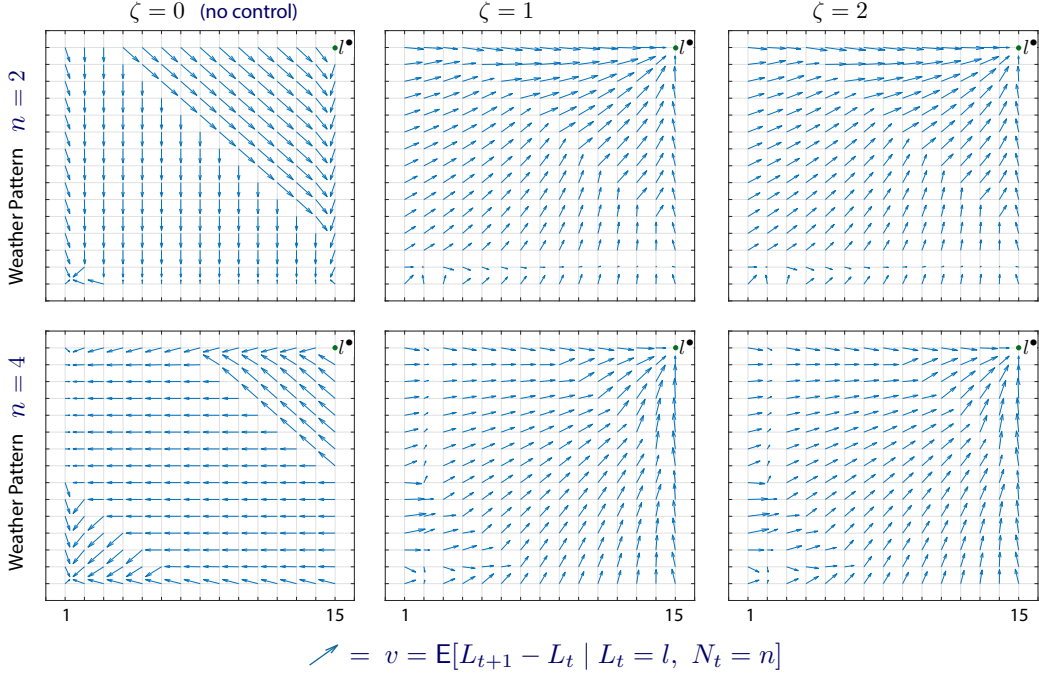 ζ = 0 (no control) ζ = 1 ζ = 2
Weather Pattern n = 2
l• l• l•
Weather Pattern n = 4
l• l• l•
1 15 1 15 1 15
= v = E[L_{t+1} − L_t | L_t = l, N_t = n]